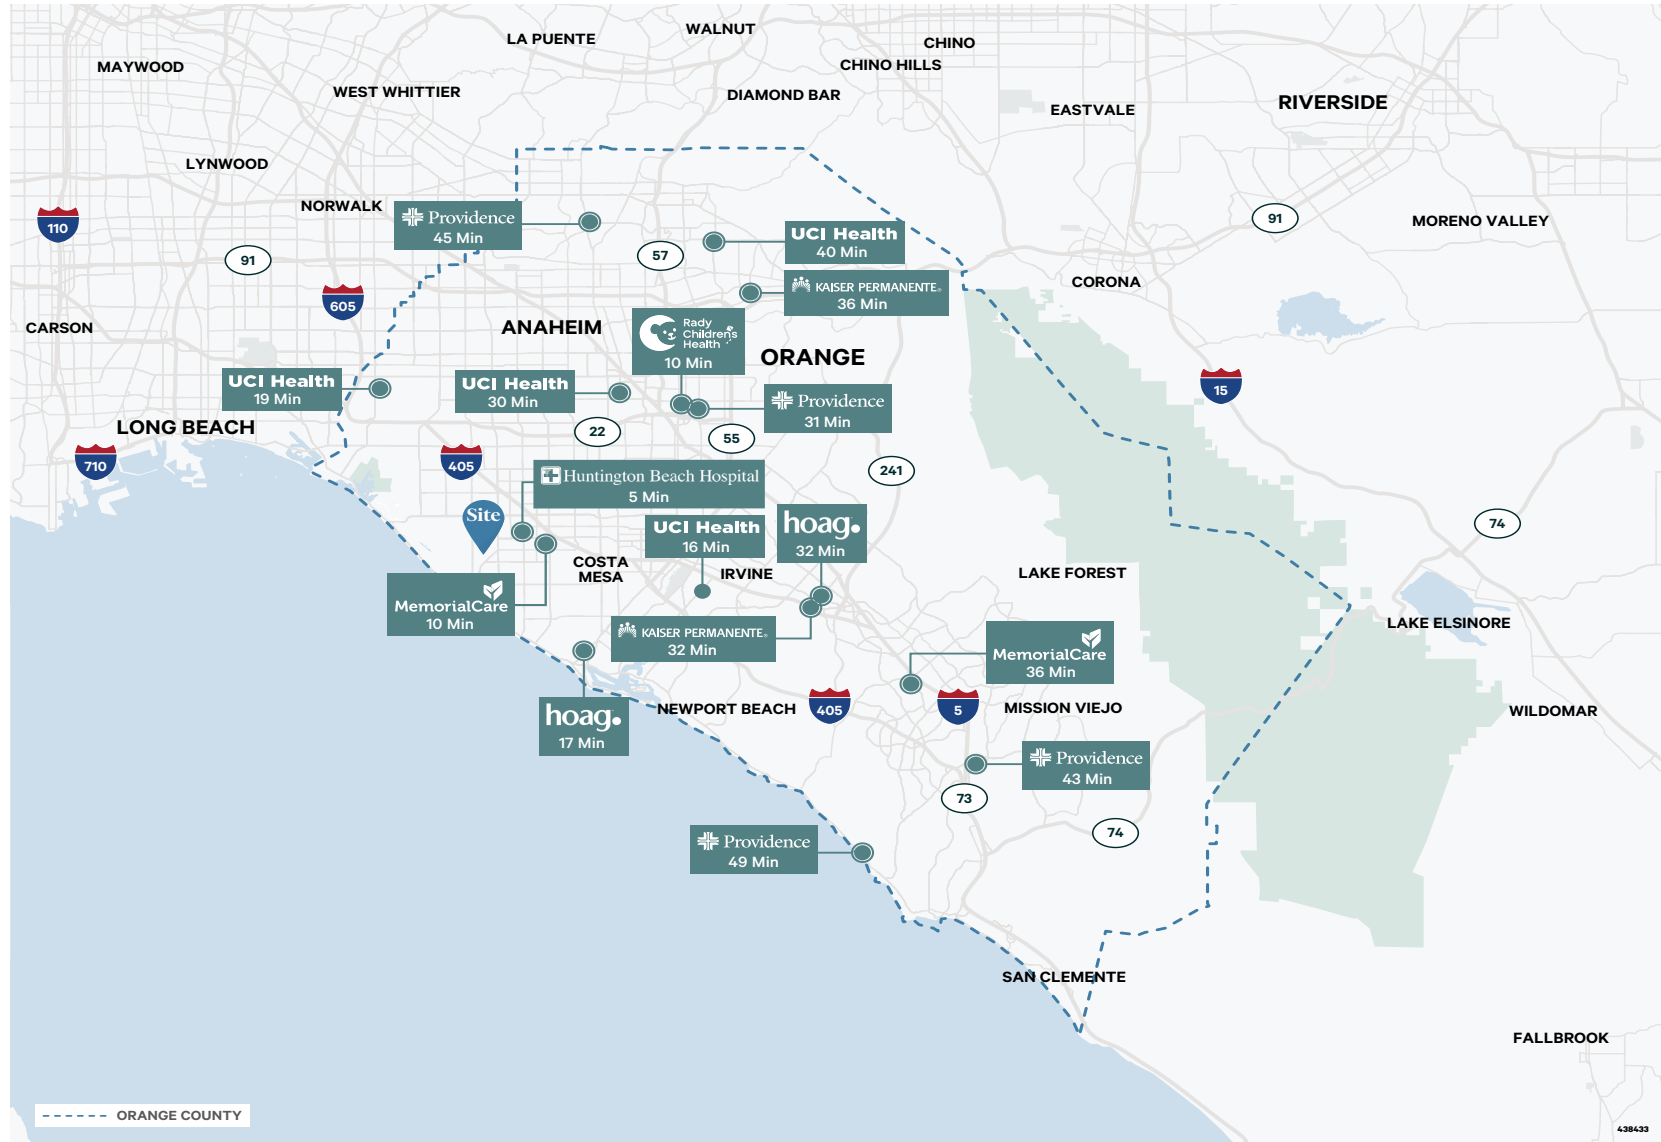 WALNUT
LA PUENTE
CHINO
MAYWOOD
CHINO HILLS
WEST WHITTIER
DIAMOND BAR
RIVERSIDE
EASTVALE
LYNWOOD
NORWALK
Providence
45 Min
110
91
MORENO VALLEY
UCI Health
40 Min
57
91
CORONA
KAISER PERMANENTE®
36 Min
605
CARSON
ANAHEIM
Rady
Children's
Health
10 Min
ORANGE
UCI Health
19 Min
UCI Health
30 Min
15
Providence
31 Min
LONG BEACH
22
55
710
405
241
Huntington Beach Hospital
5 Min
Site
UCI Health
16 Min
hoag.
32 Min
74
COSTA
MESA
IRVINE
LAKE FOREST
MemorialCare
10 Min
KAISER PERMANENTE®
32 Min
LAKE ELSINORE
MemorialCare
36 Min
hoag.
17 Min
NEWPORT BEACH
405
5
MISSION VIEJO
WILDOMAR
Providence
43 Min
73
74
Providence
49 Min
SAN CLEMENTE
FALLBROOK
ORANGE COUNTY
438433